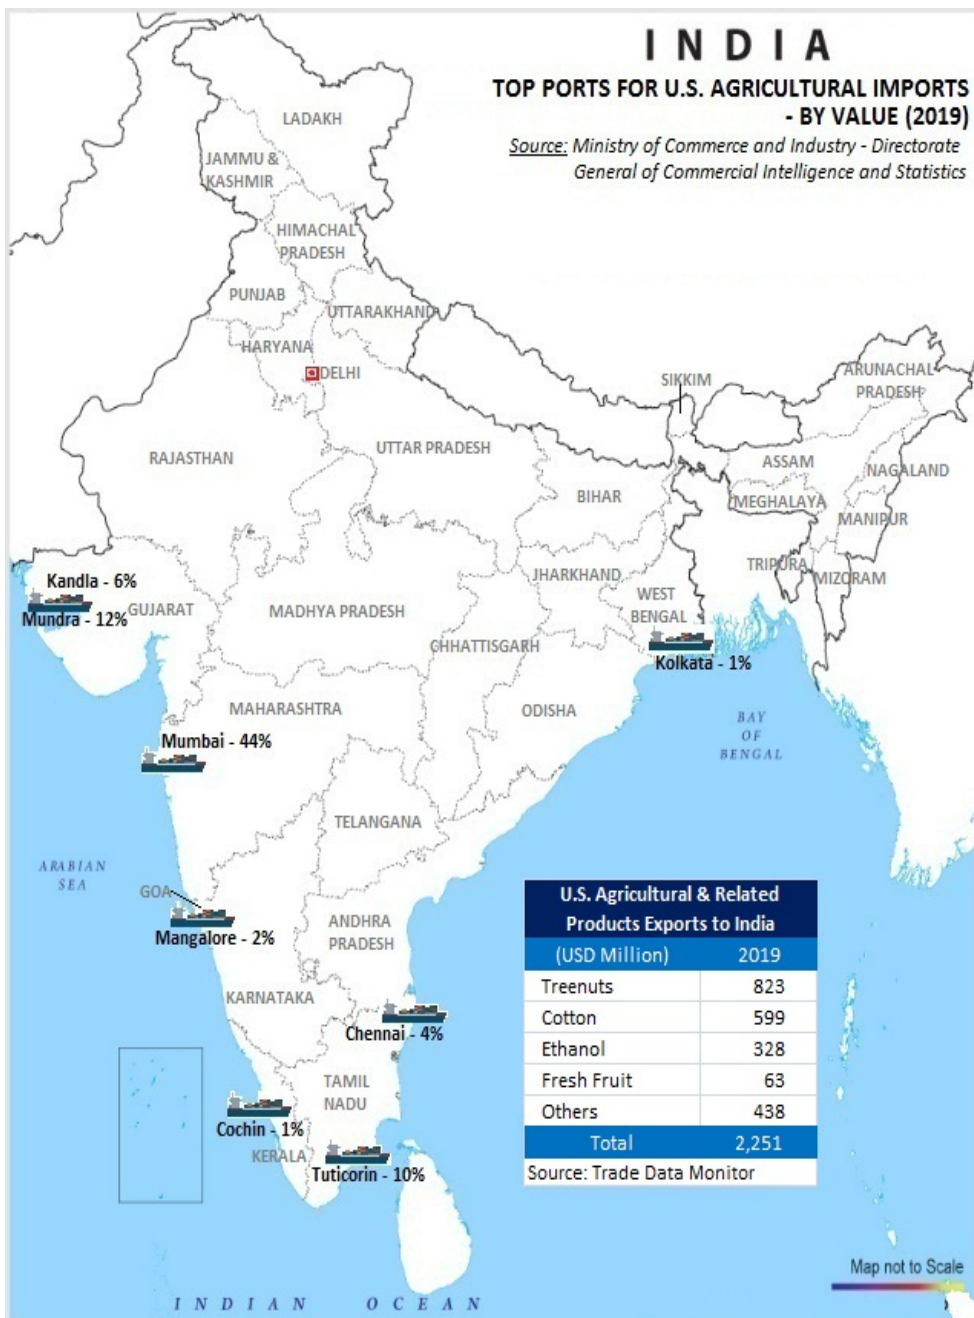 INDIA
TOP PORTS FOR U.S. AGRICULTURAL IMPORTS
- BY VALUE (2019)
Source: Ministry of Commerce and Industry - Directorate
General of Commercial Intelligence and Statistics
LADAKH
JAMMU &
KASHMIR
HIMACHAL
PRADESH
PUNJAB
UTTARAKHAND
HARYANA
DELHI
SIKKIM
ARUNACHAL
PRADESH
RAJASTHAN
UTTAR PRADESH
ASSAM
NAGALAND
BIHAR
MEGHALAYA
MANIPUR
TRIPURA
MIZORAM
Kandla - 6%
Mundra - 12%
GUJARAT
MADHYA PRADESH
JHARKHAND
WEST
BENGAL
CHHATTISGARH
Kolkata - 1%
MAHARASHTRA
ODISHA
Mumbai - 44%
BAY
OF
BENGAL
TELANGANA
ARABIAN
SEA
GOA
Mangalore - 2%
ANDHRA
PRADESH
KARNATAKA
Chennai - 4%
TAMIL
NADU
Cochin - 1%
KERALA
Tuticorin - 10%
U.S. Agricultural & Related
Products Exports to India
(USD Million) 2019
Treenuts 823
Cotton 599
Ethanol 328
Fresh Fruit 63
Others 438
Total 2,251
Source: Trade Data Monitor
Map not to Scale
INDIAN OCEAN